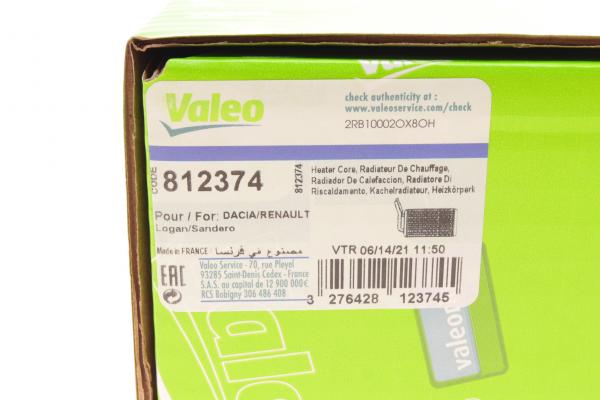 Valeo
check authenticity at :
www.valeoservice.com/check
2RB10002OX8OH
CODE
812374
812374
Heater Core, Radiateur De Chauffage,
Radiador De Calefaccion, Radiatore Di
Riscaldamento, Kachelradiateur, Heizkörperk
Pour / For: DACIA/RENAULT
Logan/Sandero
Made in FRANCE : مصنوع في فرنسا
VTR 06/14/21 11:50
EAC
Valeo Service - 70, rue Pleyel
93285 Saint-Denis Cedex - France
S.A.S. au capital de 12 900 000€
RCS Bobigny 306 486 408
3 276428 123745
valeo